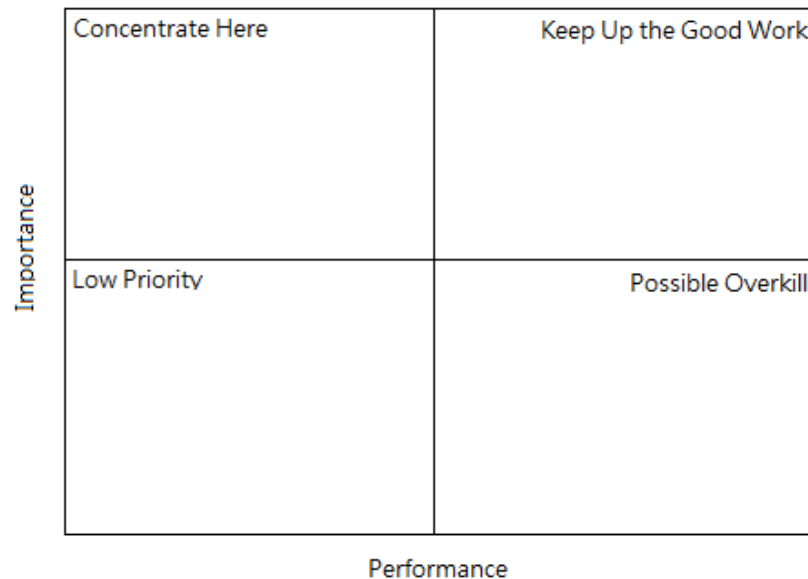 Concentrate Here
Keep Up the Good Work
Importance
Low Priority
Possible Overkill
Performance